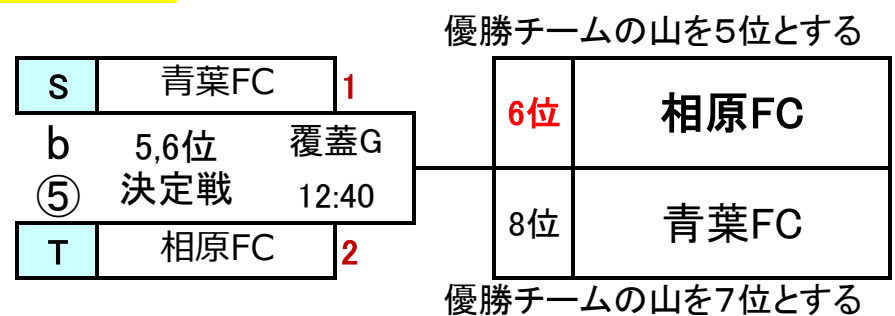 優勝チームの山を５位とする
S 青葉FC 1
6位 相原FC
b 5,6位 覆蓋G
⑤ 決定戦 12:40
8位 青葉FC
T 相原FC 2
優勝チームの山を７位とする